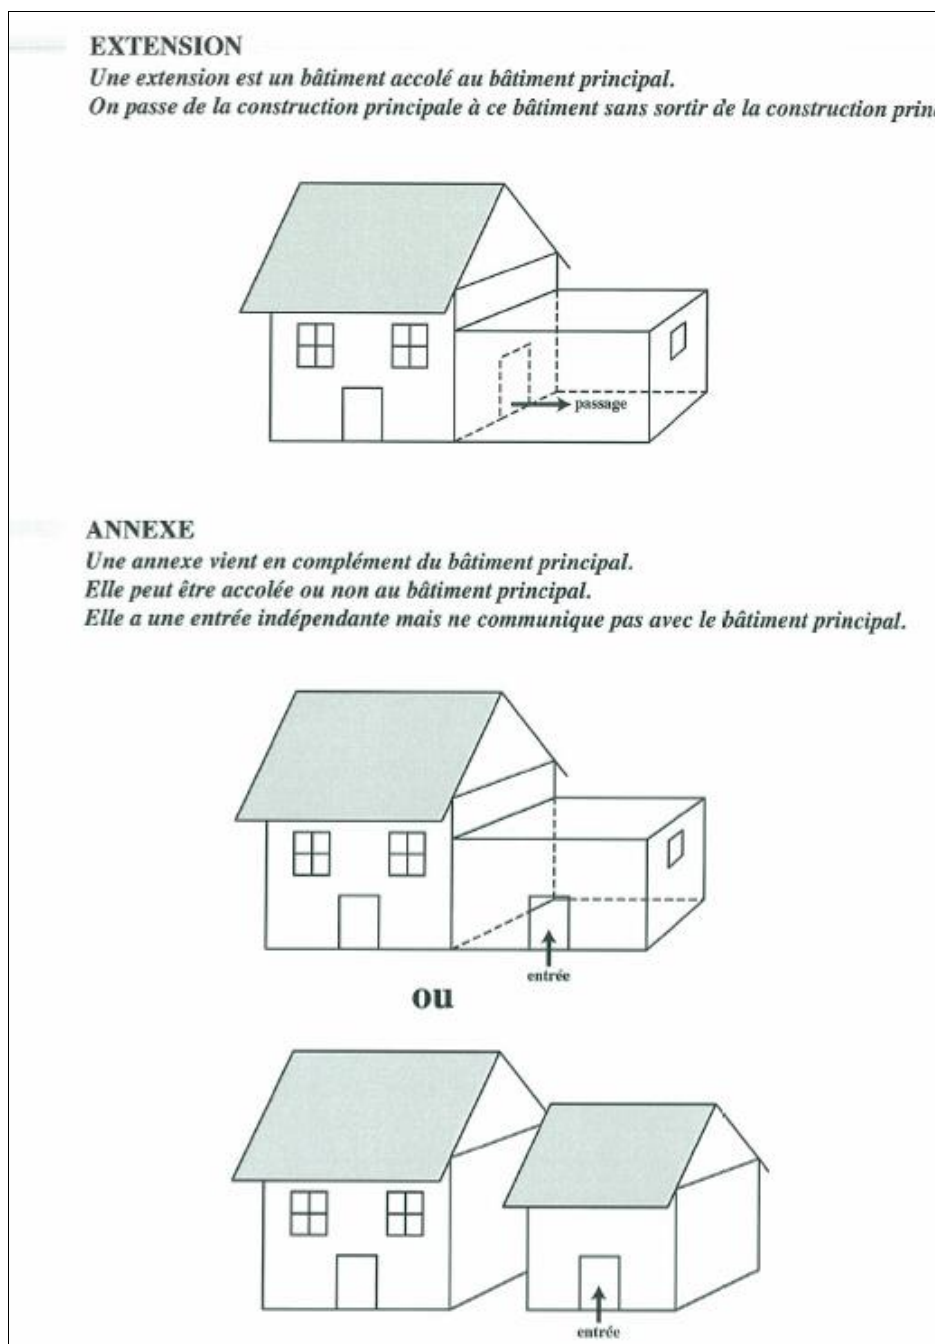 EXTENSION
Une extension est un bâtiment accolé au bâtiment principal.
On passe de la construction principale à ce bâtiment sans sortir de la construction prin
passage
ANNEXE
Une annexe vient en complément du bâtiment principal.
Elle peut être accolée ou non au bâtiment principal.
Elle a une entrée indépendante mais ne communique pas avec le bâtiment principal.
entrée
ou
entrée